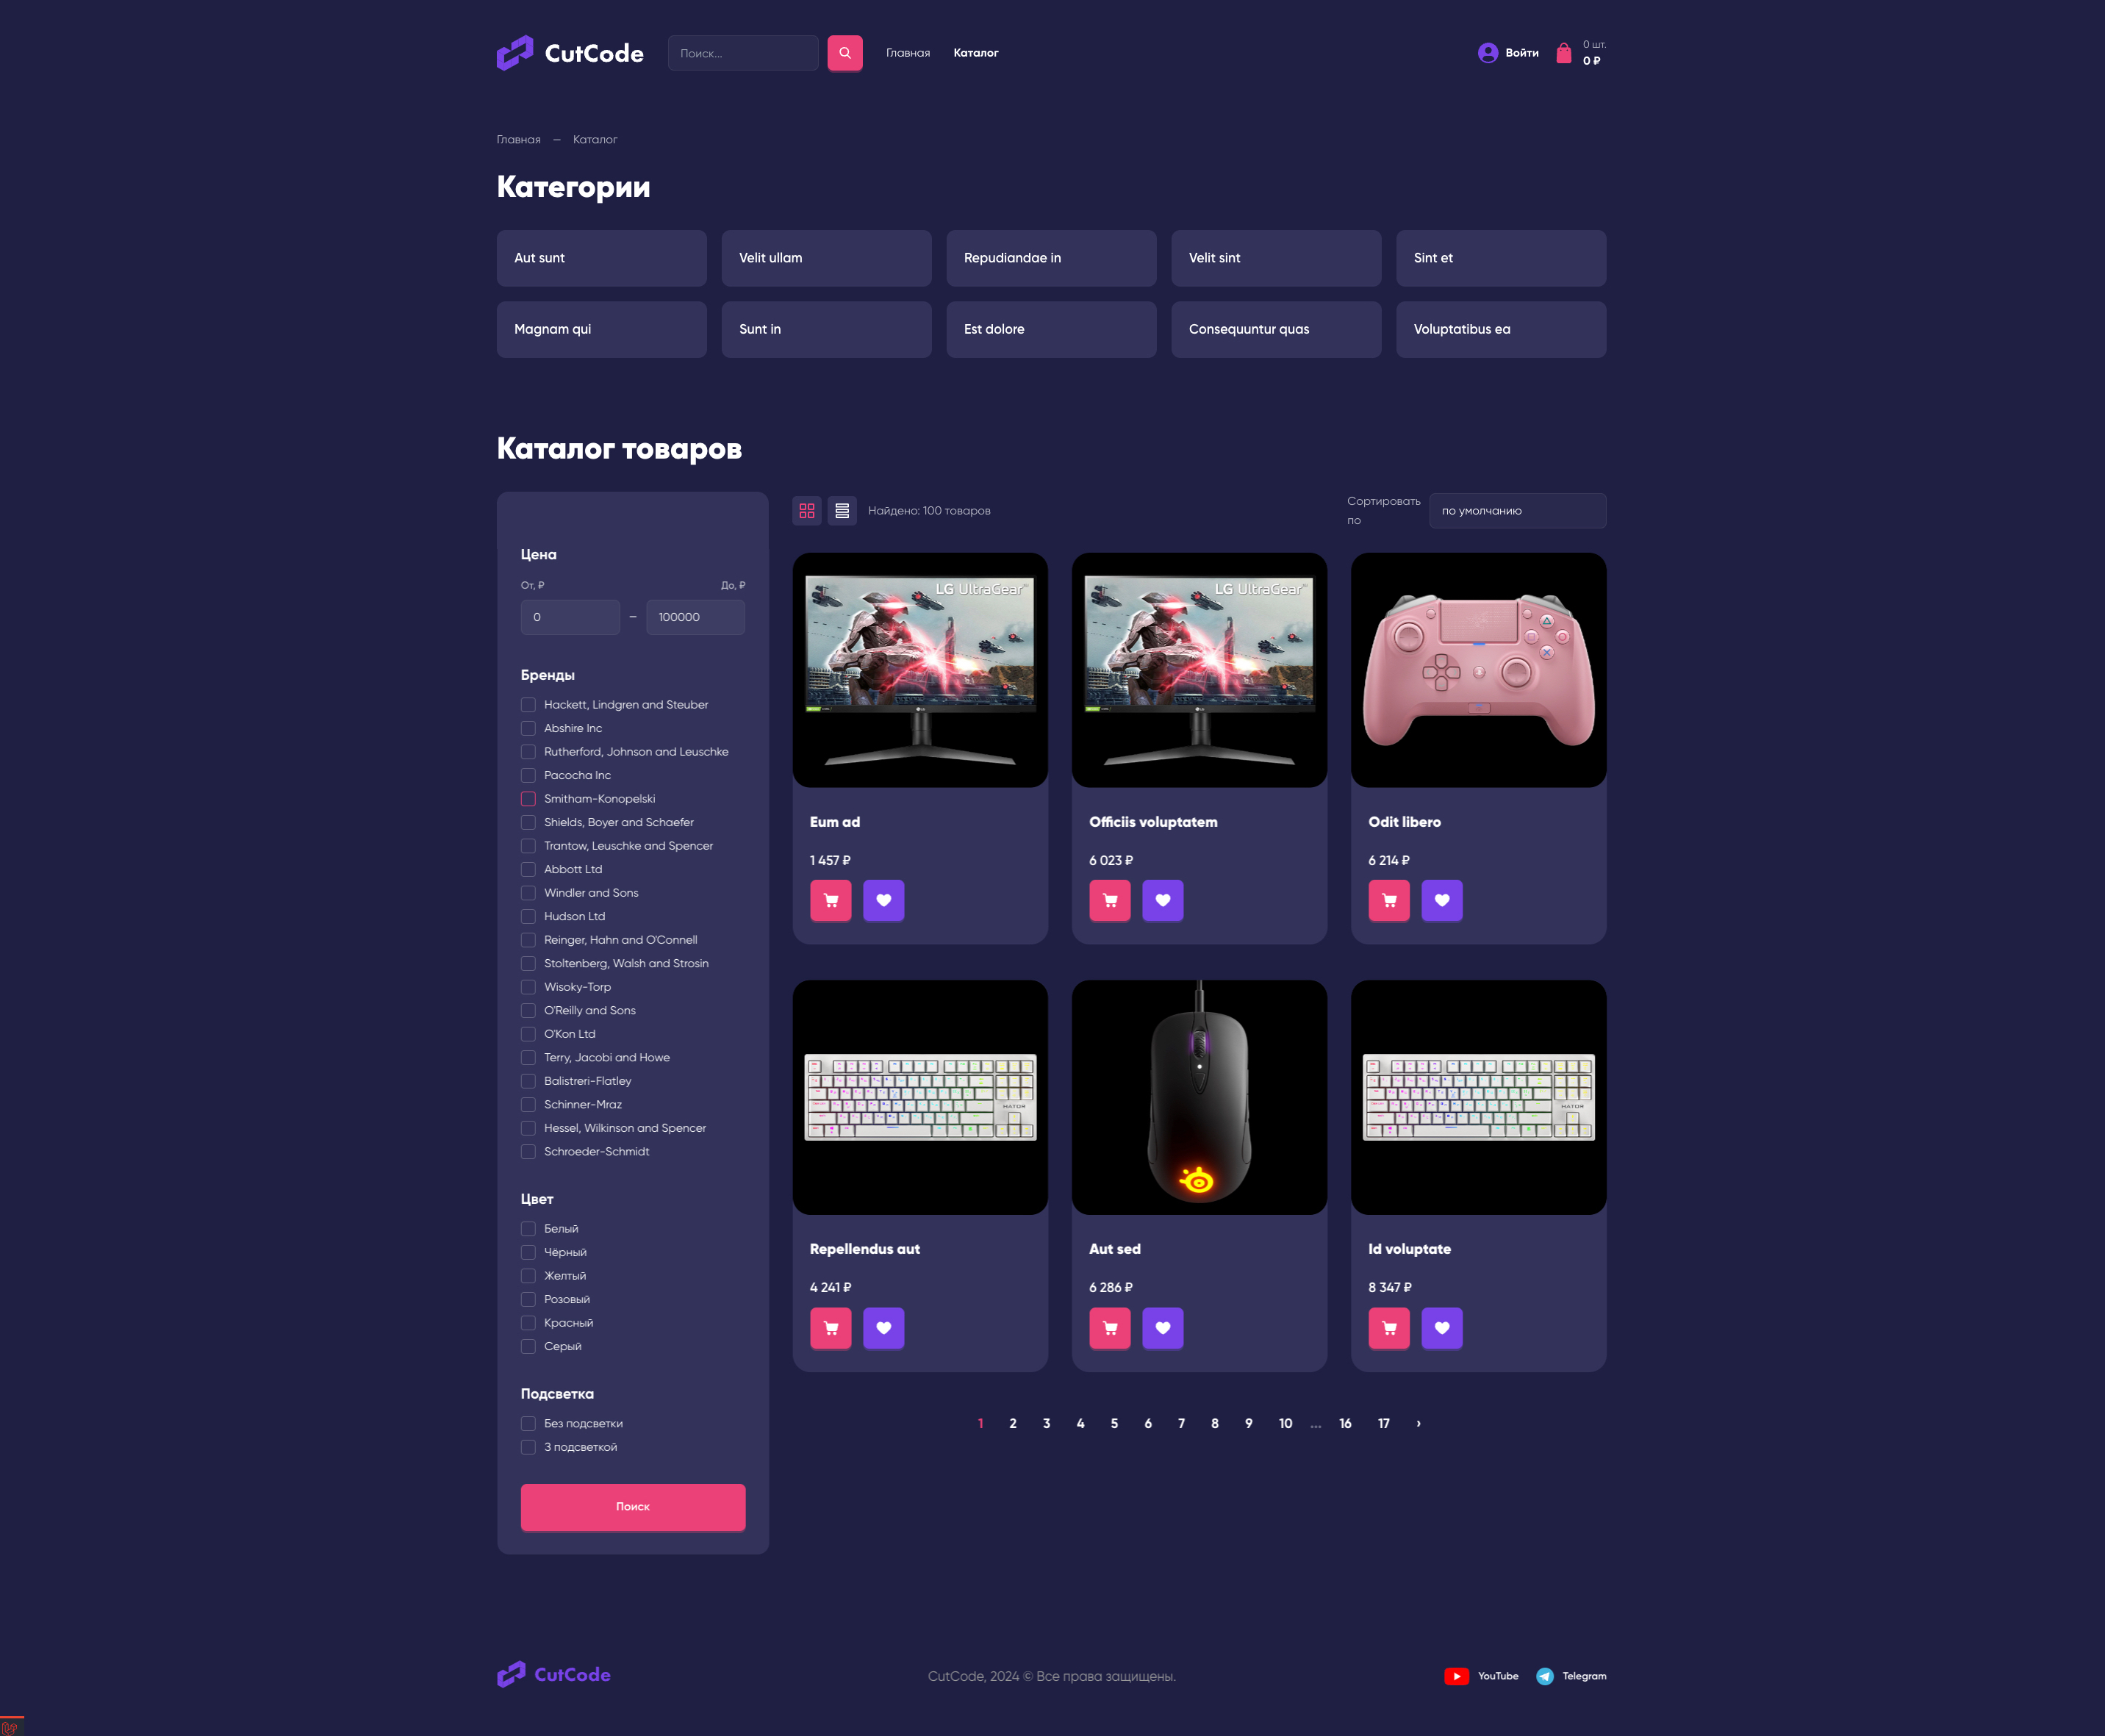 CutCode
Поиск...
Главная
Каталог
Войти
0 шт.
0 ₽
Главная — Каталог
Категории
Aut sunt
Velit ullam
Repudiandae in
Velit sint
Sint et
Magnam qui
Sunt in
Est dolore
Consequuntur quas
Voluptatibus ea
Каталог товаров
Цена
От, ₽
До, ₽
0 – 100000
Бренды
Hackett, Lindgren and Steuber
Abshire Inc
Rutherford, Johnson and Leuschke
Pacocha Inc
Smitham-Konopelski
Shields, Boyer and Schaefer
Trantow, Leuschke and Spencer
Abbott Ltd
Windler and Sons
Hudson Ltd
Reinger, Hahn and O'Connell
Stoltenberg, Walsh and Strosin
Wisoky-Torp
O'Reilly and Sons
O'Kon Ltd
Terry, Jacobi and Howe
Balistreri-Flatley
Schinner-Mraz
Hessel, Wilkinson and Spencer
Schroeder-Schmidt
Цвет
Белый
Чёрный
Желтый
Розовый
Красный
Серый
Подсветка
Без подсветки
З подсветкой
Поиск
Найдено: 100 товаров
Сортировать
по
по умолчанию
LG UltraGear
LG UltraGear
Eum ad
1 457 ₽
Officiis voluptatem
6 023 ₽
Odit libero
6 214 ₽
HATOR
HATOR
Repellendus aut
4 241 ₽
Aut sed
6 286 ₽
Id voluptate
8 347 ₽
1 2 3 4 5 6 7 8 9 10 ... 16 17 ›
CutCode
CutCode, 2024 © Все права защищены.
YouTube
Telegram